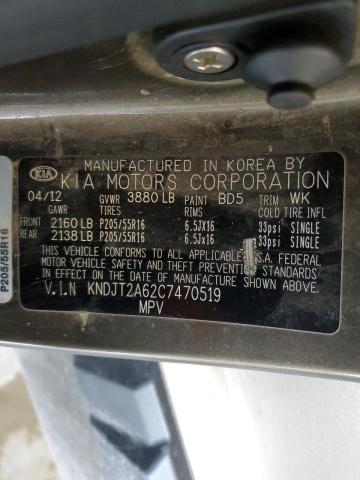 MANUFACTURED IN KOREA BY
KIA KIA MOTORS CORPORATION
04/12 GVWR 3880 LB PAINT BD5 TRIM WK
GAWR TIRES RIMS COLD TIRE INFL
FRONT 2160 LB P205/55R16 6.5JX16 33psi SINGLE
REAR 2138 LB P205/55R16 6.5JX16 33psi SINGLE
THIS VEHICLE CONFORMS TO ALL APPLICABLE U.S.A. FEDERAL
MOTOR VEHICLE SAFETY AND THEFT PREVENTION STANDARDS
IN EFFECT ON THE DATE OF MANUFACTURE SHOWN ABOVE.
V.I.N KNDJT2A62C7470519
MPV
P205/55R16